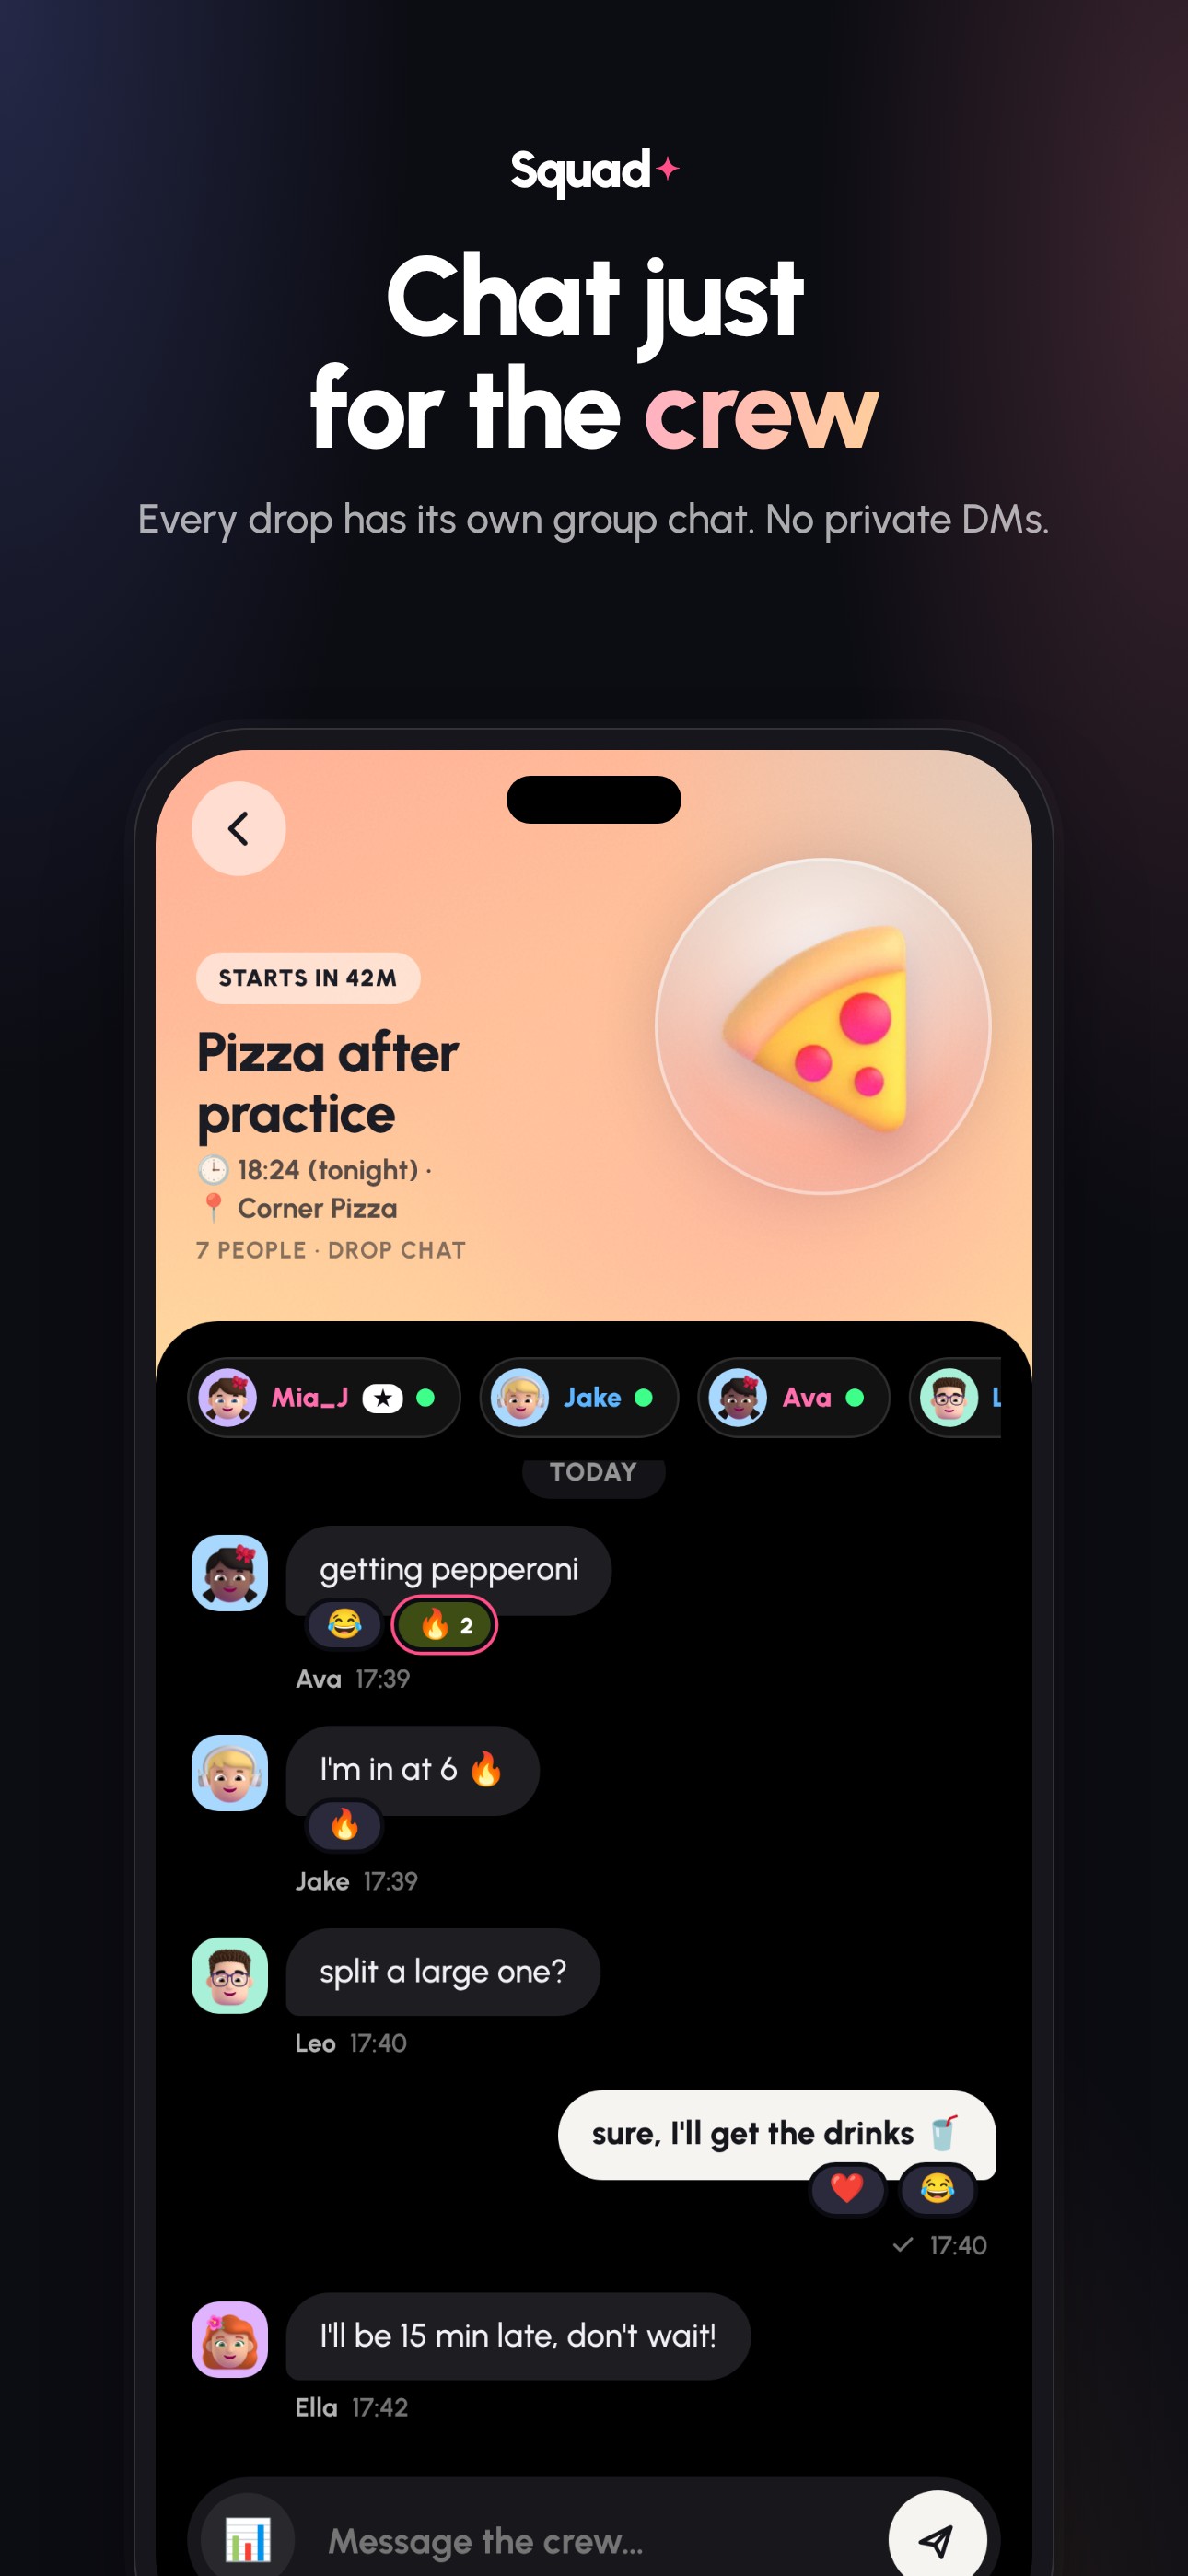 Squad
Chat just
for the crew
Every drop has its own group chat. No private DMs.
STARTS IN 42M
Pizza after
practice
🕒 18:24 (tonight) ·
📍 Corner Pizza
7 PEOPLE · DROP CHAT
Mia_J ★ Jake Ava L
TODAY
getting pepperoni
😂 🔥 2
Ava 17:39
I'm in at 6 🔥
🔥
Jake 17:39
split a large one?
Leo 17:40
sure, I'll get the drinks 🥤
❤️ 😂
✓ 17:40
I'll be 15 min late, don't wait!
Ella 17:42
📊 Message the crew...